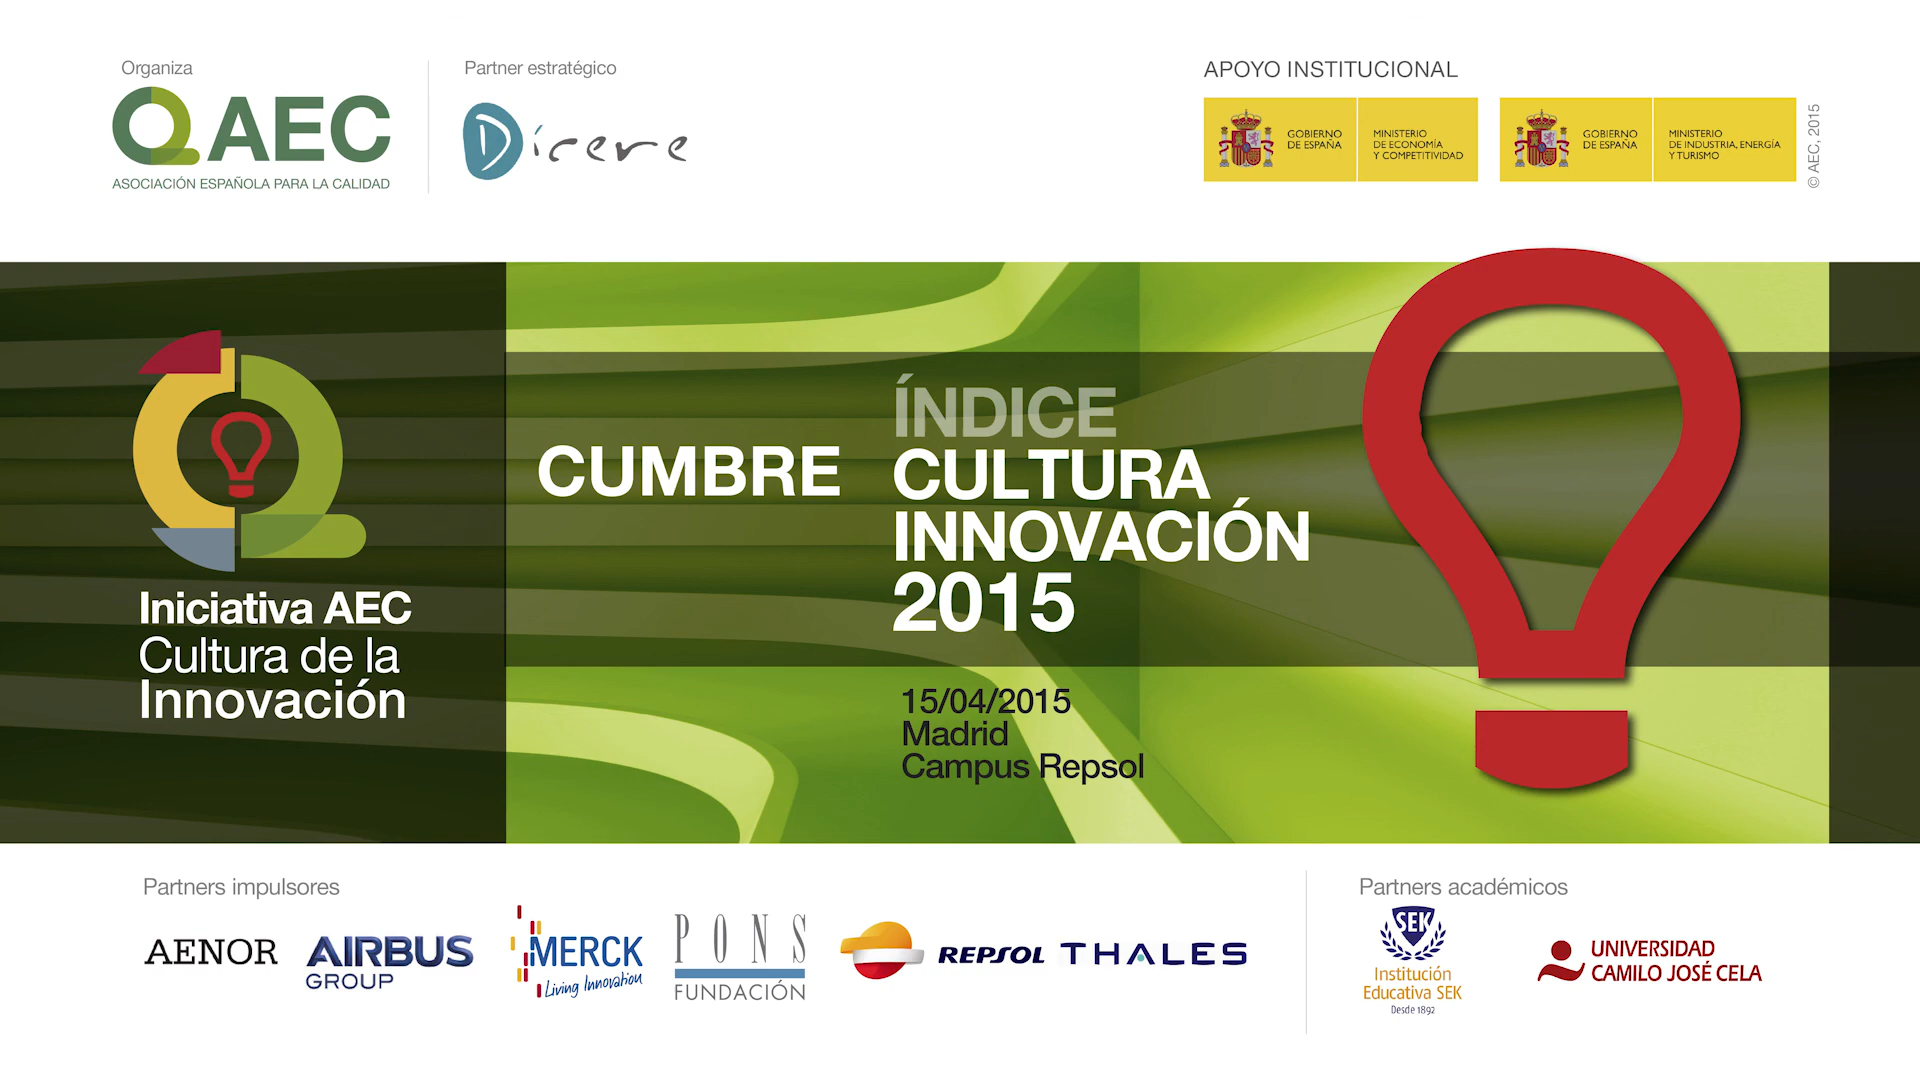 Organiza
AEC
ASOCIACIÓN ESPAÑOLA PARA LA CALIDAD
Partner estratégico
Dícere
APOYO INSTITUCIONAL
GOBIERNO
DE ESPAÑA
MINISTERIO
DE ECONOMÍA
Y COMPETITIVIDAD
GOBIERNO
DE ESPAÑA
MINISTERIO
DE INDUSTRIA, ENERGÍA
Y TURISMO
© AEC, 2015
Iniciativa AEC
Cultura de la
Innovación
CUMBRE
ÍNDICE
CULTURA
INNOVACIÓN
2015
15/04/2015
Madrid
Campus Repsol
Partners impulsores
AENOR
AIRBUS
GROUP
MERCK
Living Innovation
PONS
FUNDACIÓN
REPSOL
THALES
Partners académicos
SEK
Institución
Educativa SEK
Desde 1892
UNIVERSIDAD
CAMILO JOSÉ CELA